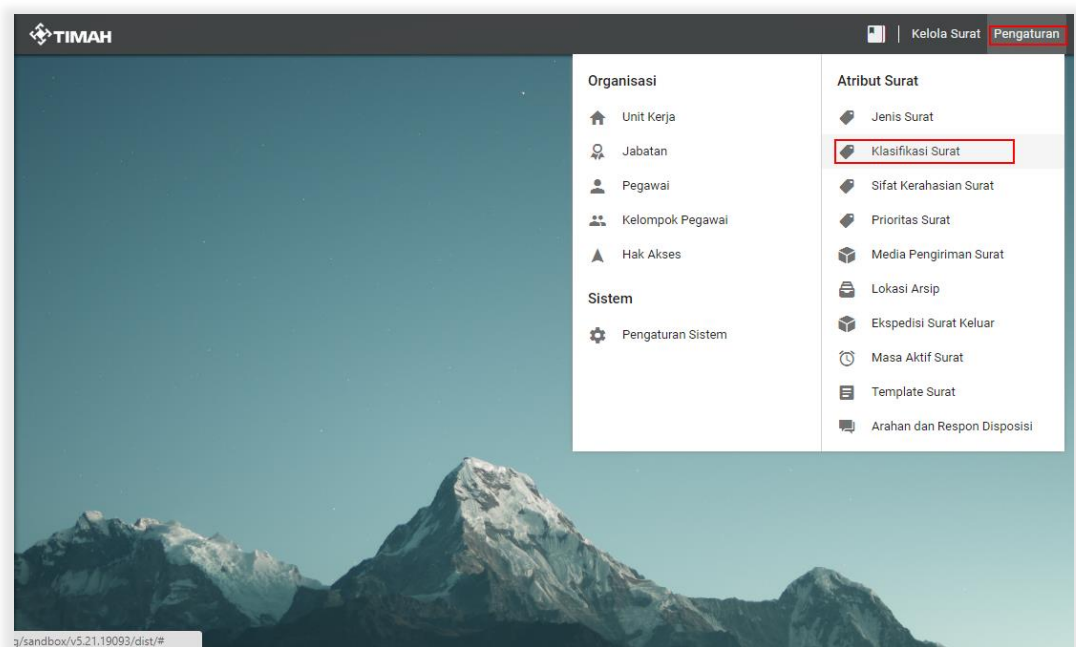 TIMAH
Kelola Surat
Pengaturan
Organisasi
Unit Kerja
Jabatan
Pegawai
Kelompok Pegawai
Hak Akses
Sistem
Pengaturan Sistem
Atribut Surat
Jenis Surat
Klasifikasi Surat
Sifat Kerahasian Surat
Prioritas Surat
Media Pengiriman Surat
Lokasi Arsip
Ekspedisi Surat Keluar
Masa Aktif Surat
Template Surat
Arahan dan Respon Disposisi
g/sandbox/v5.21.19093/dist/#